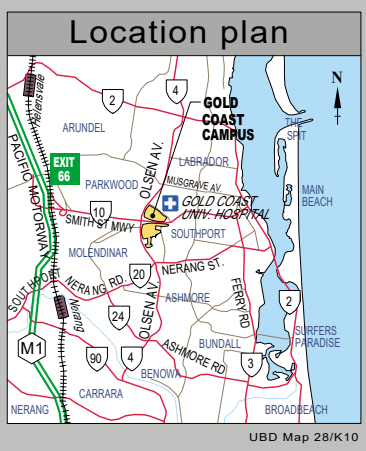 Location plan
Helensvale
2
4
N
GOLD
COAST
CAMPUS
ARUNDEL
OLSEN AV.
THE
SPIT
PACIFIC MOTORWAY
EXIT
66
LABRADOR
PARKWOOD
MUSGRAVE AV.
MAIN
BEACH
GOLD COAST
UNIV. HOSPITAL
10
SMITH ST MWY
SOUTHPORT
MOLENDINAR
NERANG ST.
20
SOUTHPORT NERANG RD.
FERRY RD
Nerang
ASHMORE
2
24
OLSEN AV.
SURFERS
PARADISE
M1
BUNDALL
90
4
ASHMORE RD
3
BENOWA
CARRARA
NERANG
BROADBEACH
UBD Map 28/K10